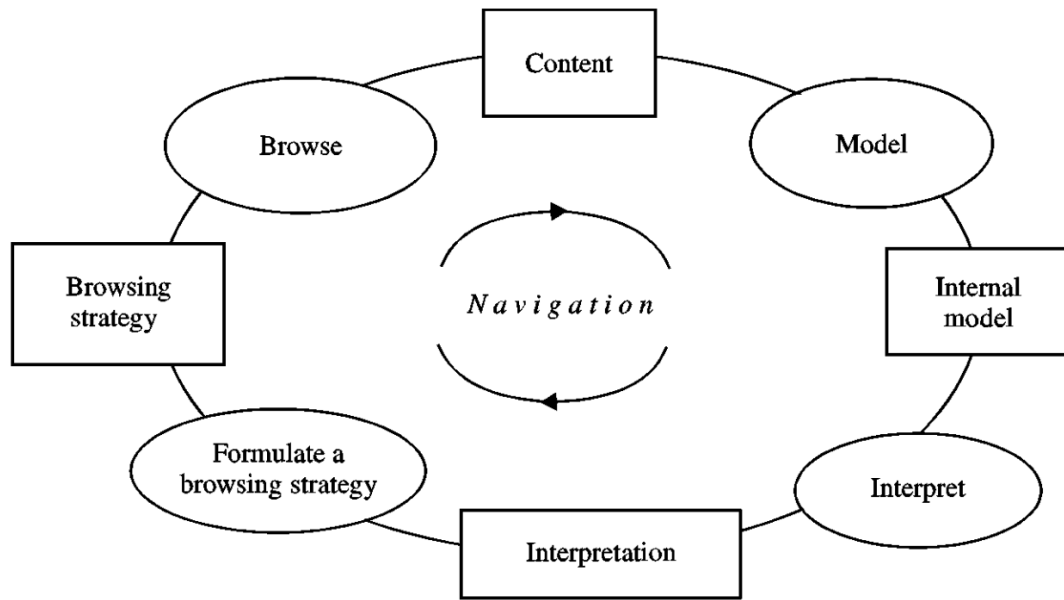 Content
Browse
Model
Browsing
strategy
Navigation
Internal
model
Formulate a
browsing strategy
Interpret
Interpretation